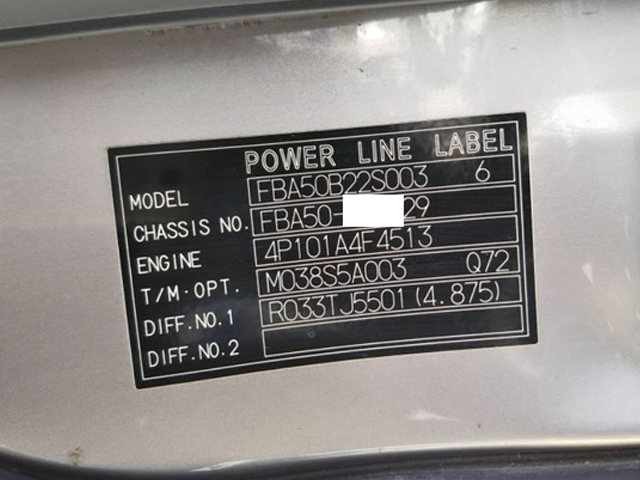 POWER LINE LABEL
MODEL FBA50B22S003 6
CHASSIS NO. FBA50- 29
ENGINE 4P101A4F4513
T/M·OPT. M038S5A003 Q72
DIFF.NO.1 R033TJ5501(4.875)
DIFF.NO.2